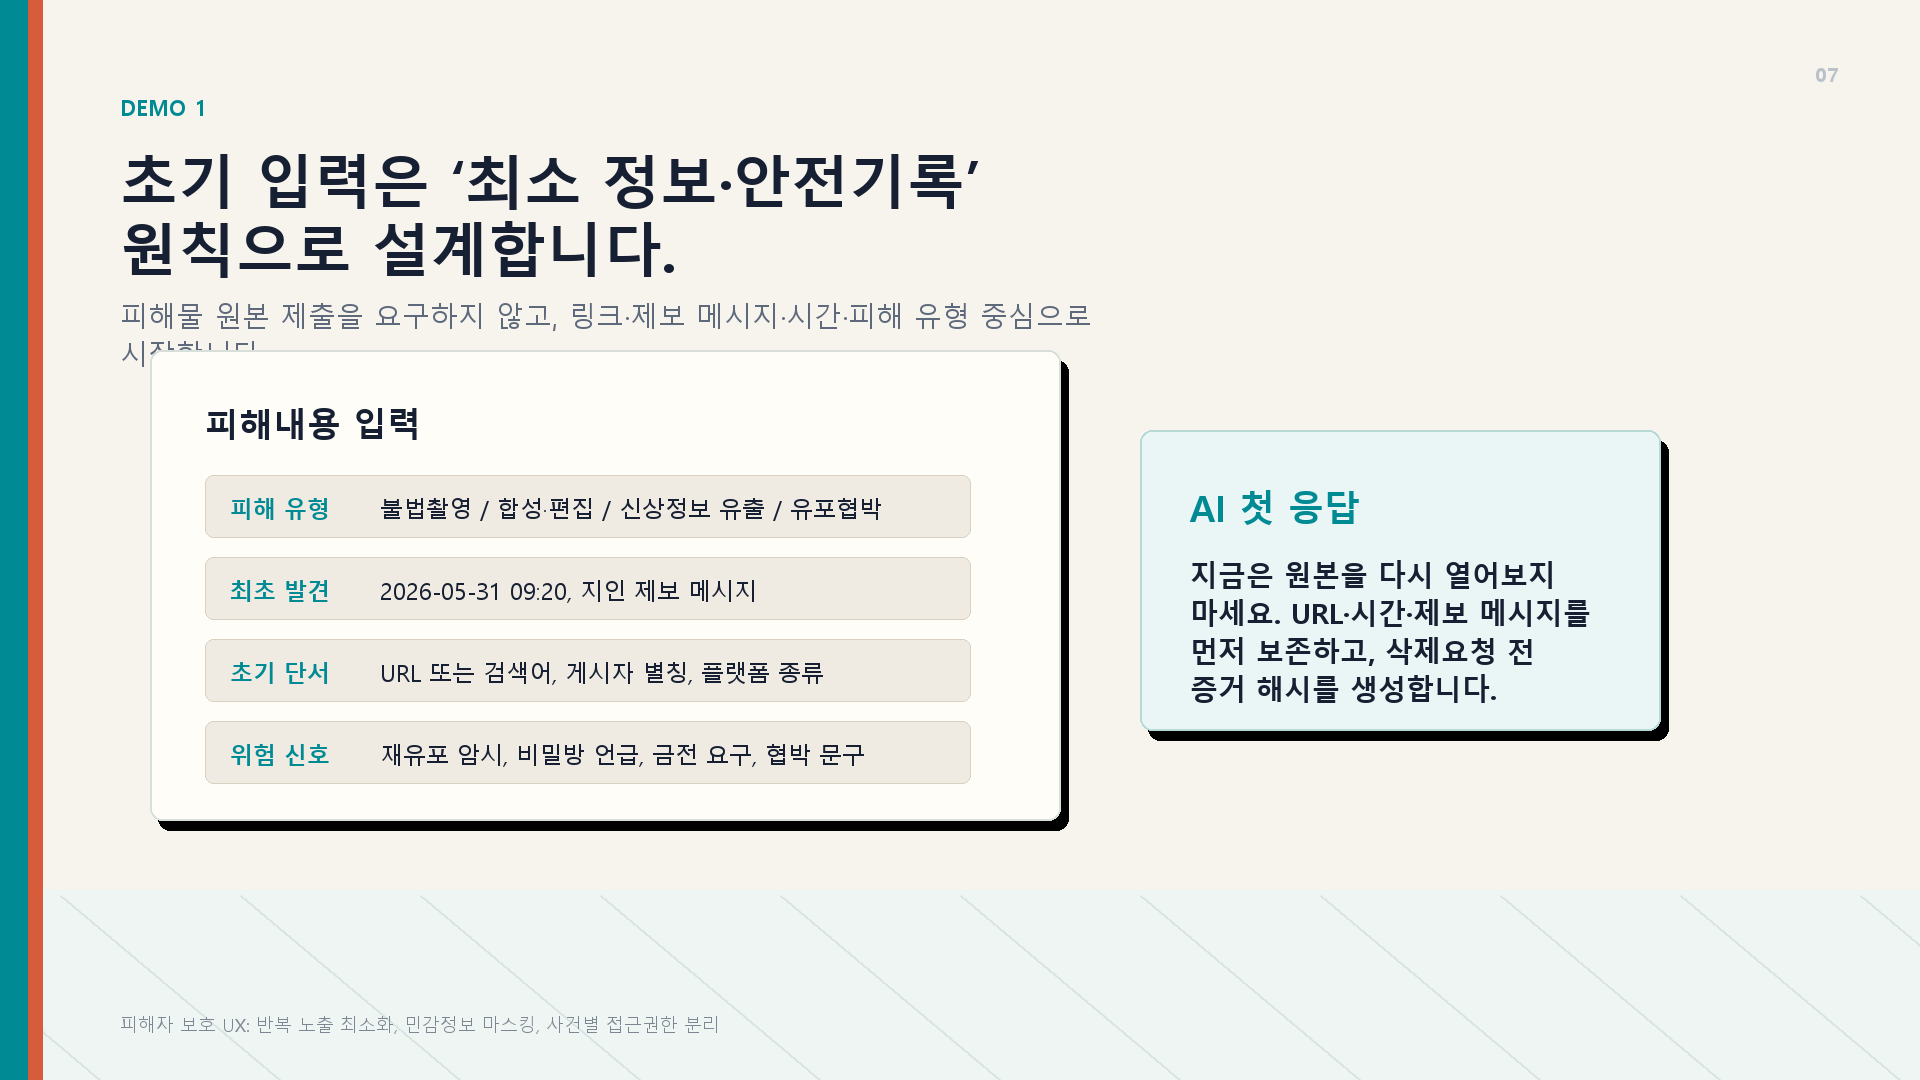 07
DEMO 1
초기 입력은 ‘최소 정보·안전기록’
원칙으로 설계합니다.
피해물 원본 제출을 요구하지 않고, 링크·제보 메시지·시간·피해 유형 중심으로
피해내용 입력
피해 유형 불법촬영 / 합성·편집 / 신상정보 유출 / 유포협박
최초 발견 2026-05-31 09:20, 지인 제보 메시지
초기 단서 URL 또는 검색어, 게시자 별칭, 플랫폼 종류
위험 신호 재유포 암시, 비밀방 언급, 금전 요구, 협박 문구
AI 첫 응답
지금은 원본을 다시 열어보지
마세요. URL·시간·제보 메시지를
먼저 보존하고, 삭제요청 전
증거 해시를 생성합니다.
피해자 보호 UX: 반복 노출 최소화, 민감정보 마스킹, 사건별 접근권한 분리